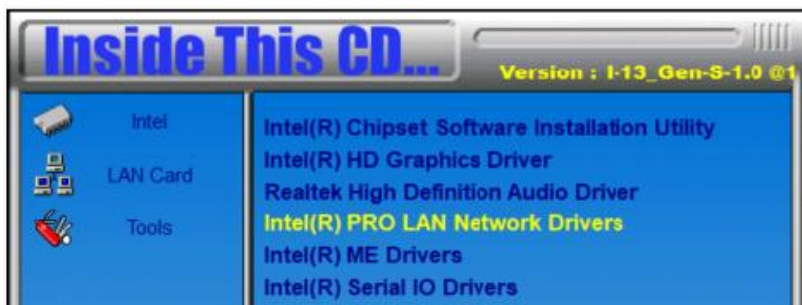 Inside This CD...
Version : I-13_Gen-S-1.0 @1
Intel
LAN Card
Tools
Intel(R) Chipset Software Installation Utility
Intel(R) HD Graphics Driver
Realtek High Definition Audio Driver
Intel(R) PRO LAN Network Drivers
Intel(R) ME Drivers
Intel(R) Serial IO Drivers